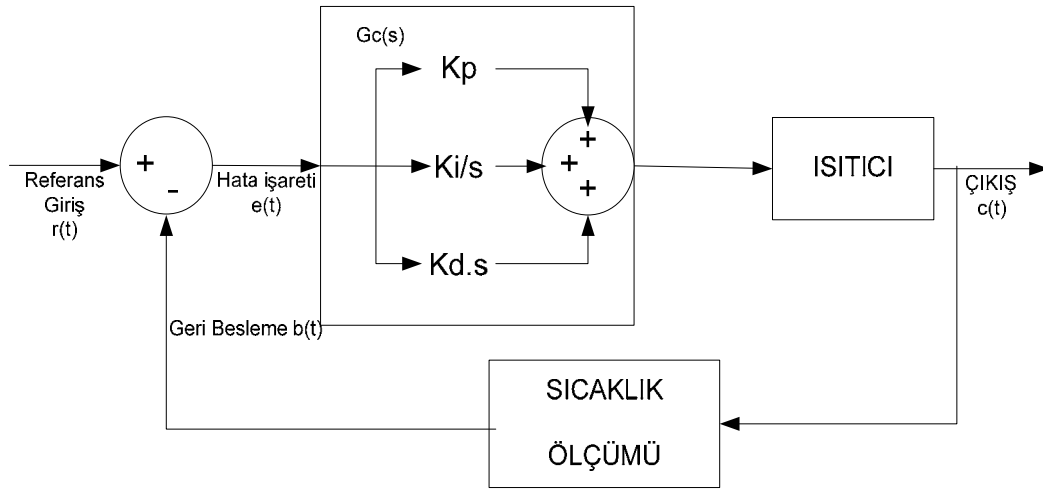 Gc(s)
Kp
+
+
-
Referans
Giriş
r(t)
Hata işareti
e(t)
Ki/s
+
+
ISITICI
ÇIKIŞ
c(t)
Kd.s
Geri Besleme b(t)
SICAKLIK
ÖLÇÜMÜ